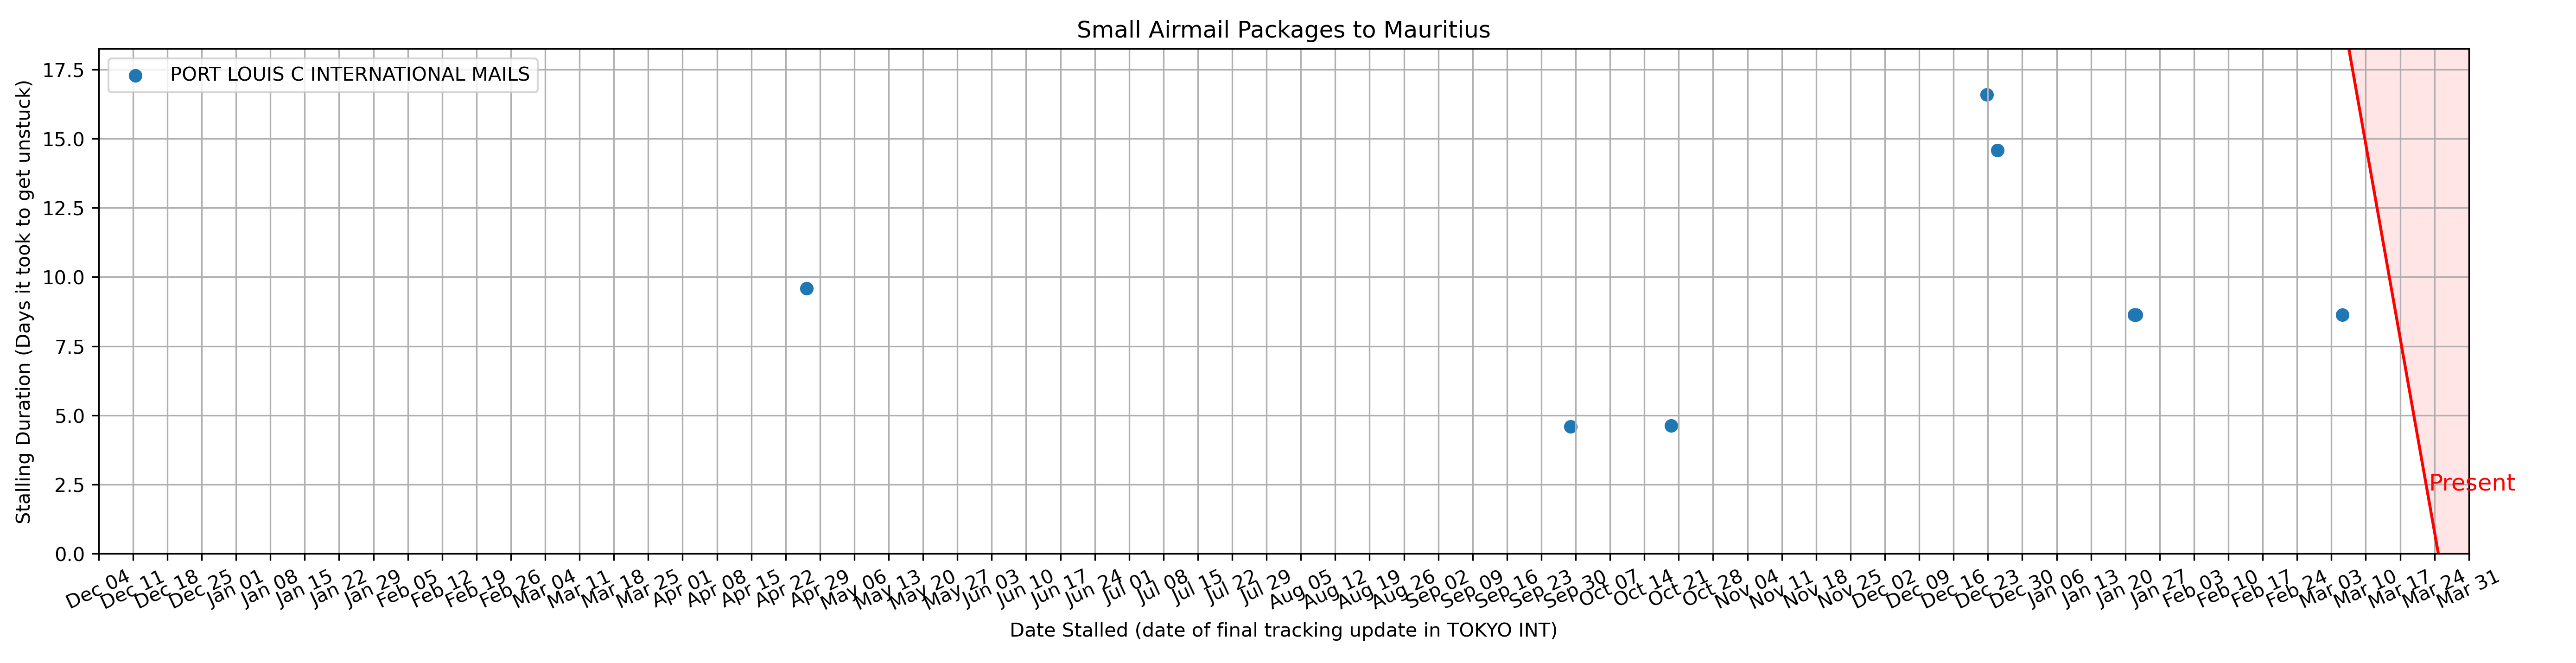 Small Airmail Packages to Mauritius
PORT LOUIS C INTERNATIONAL MAILS
Stalling Duration (Days it took to get unstuck)
17.5
15.0
12.5
10.0
7.5
5.0
2.5
0.0
Present
Dec 04 Dec 11 Dec 18 Dec 25 Jan 01 Jan 08 Jan 15 Jan 22 Jan 29 Feb 05 Feb 12 Feb 19 Feb 26 Mar 04 Mar 11 Mar 18 Mar 25 Apr 01 Apr 08 Apr 15 Apr 22 Apr 29 May 06 May 13 May 20 May 27 Jun 03 Jun 10 Jun 17 Jun 24 Jul 01 Jul 08 Jul 15 Jul 22 Jul 29 Aug 05 Aug 12 Aug 19 Aug 26 Sep 02 Sep 09 Sep 16 Sep 23 Sep 30 Oct 07 Oct 14 Oct 21 Oct 28 Nov 04 Nov 11 Nov 18 Nov 25 Dec 02 Dec 09 Dec 16 Dec 23 Dec 30 Jan 06 Jan 13 Jan 20 Jan 27 Feb 03 Feb 10 Feb 17 Feb 24 Mar 03 Mar 10 Mar 17 Mar 24 Mar 31
Date Stalled (date of final tracking update in TOKYO INT)